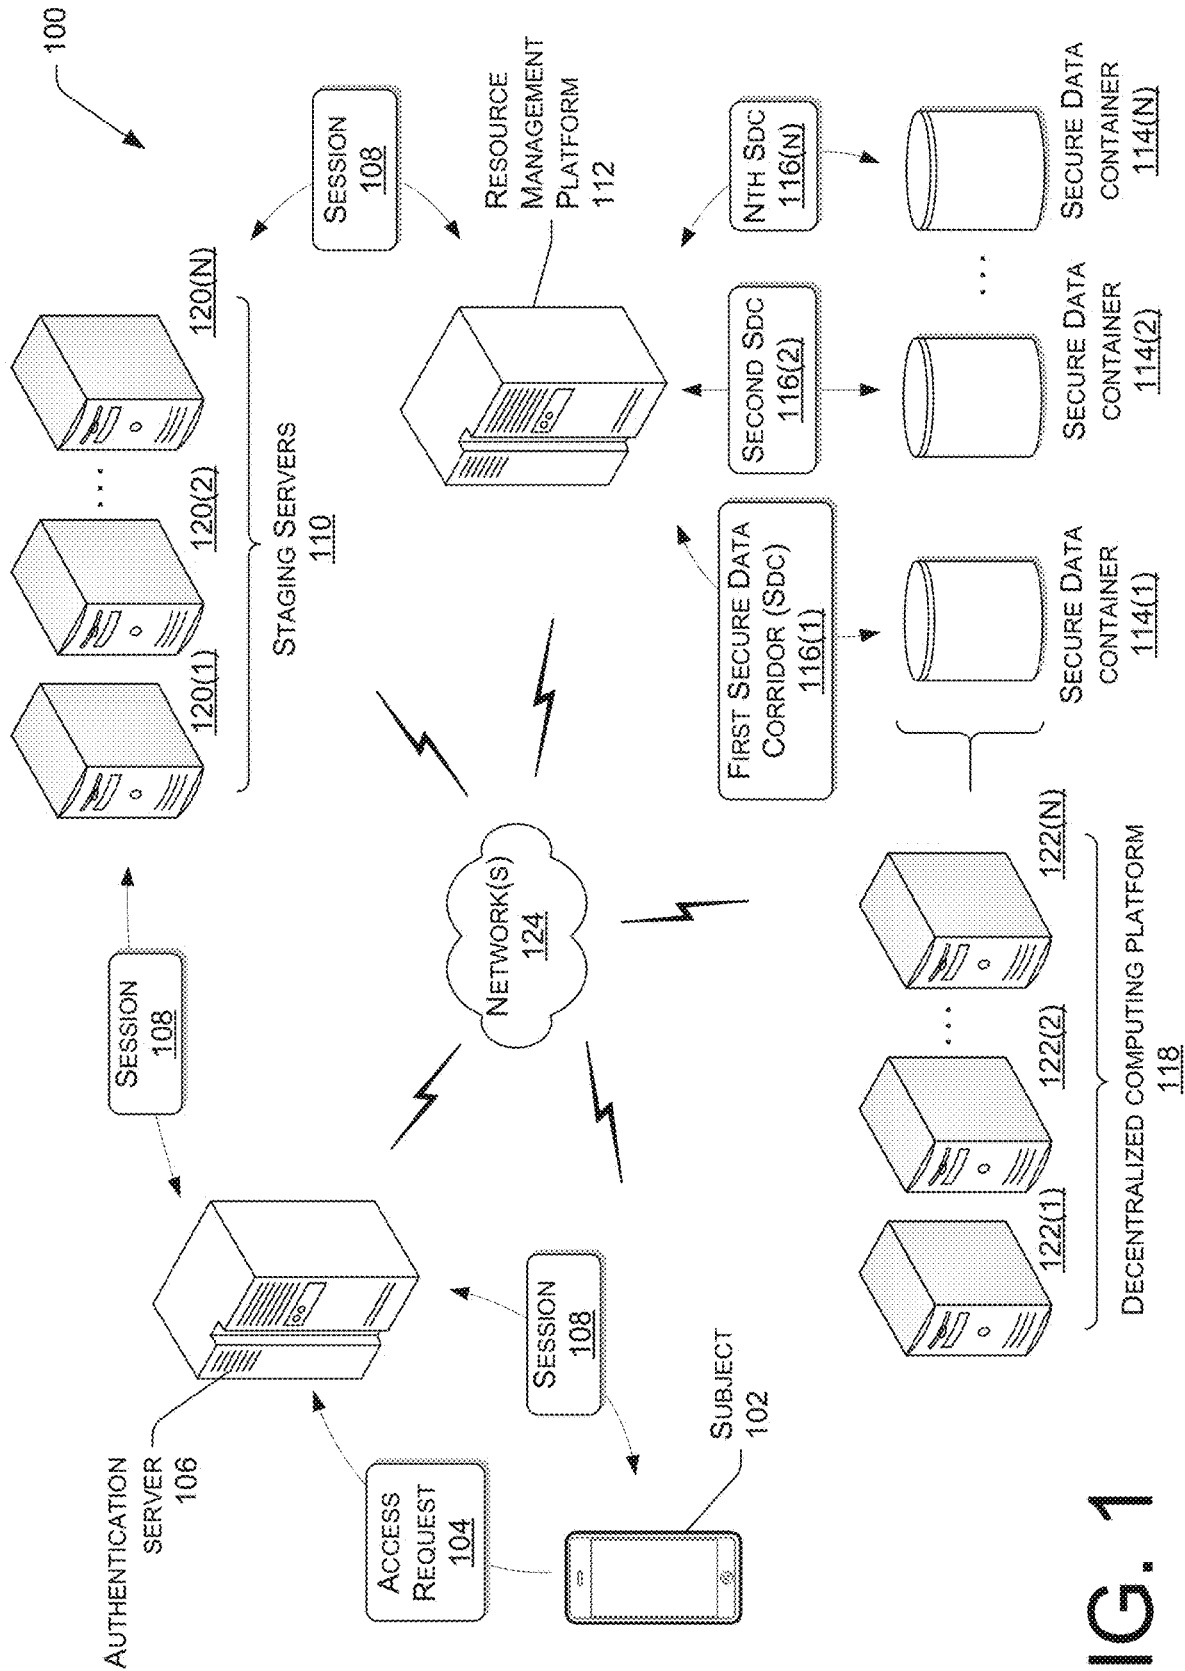 100
AUTHENTICATION
SERVER
106
SESSION
108
120(1)
120(2)
120(N)
STAGING SERVERS
110
SESSION
108
ACCESS
REQUEST
104
SESSION
108
SUBJECT
102
NETWORK(S)
124
RESOURCE
MANAGEMENT
PLATFORM
112
FIRST SECURE DATA
CORRIDOR (SDC)
116(1)
SECOND SDC
116(2)
NTH SDC
116(N)
122(1)
122(2)
122(N)
DECENTRALIZED COMPUTING PLATFORM
118
SECURE DATA
CONTAINER
114(1)
SECURE DATA
CONTAINER
114(2)
SECURE DATA
CONTAINER
114(N)
IG. 1